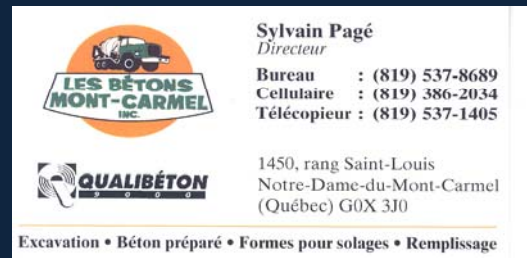 LES BÉTONS
MONT-CARMEL
INC.
QUALIBÉTON
9000
Sylvain Pagé
Directeur
Bureau : (819) 537-8689
Cellulaire : (819) 386-2034
Télécopieur : (819) 537-1405
1450, rang Saint-Louis
Notre-Dame-du-Mont-Carmel
(Québec) G0X 3J0
Excavation • Béton préparé • Formes pour solages • Remplissage